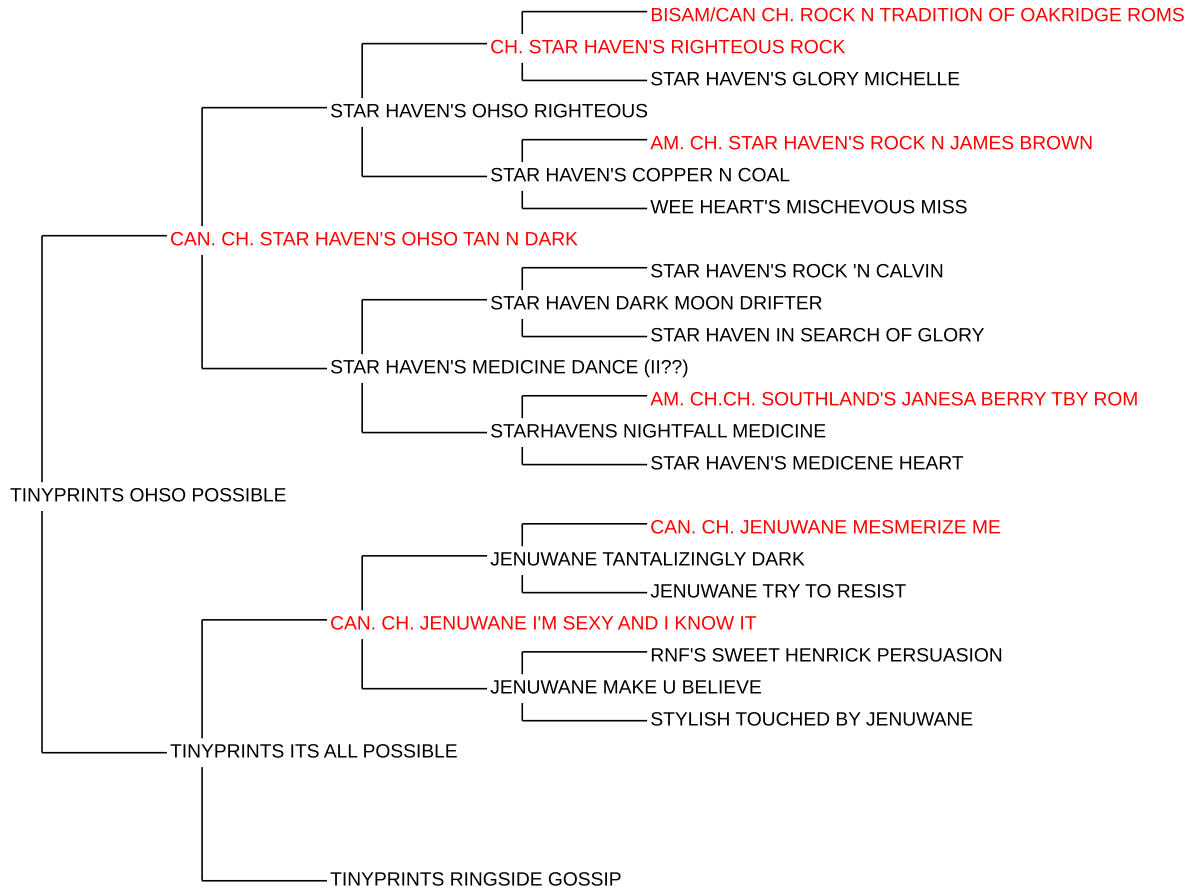 BISAM/CAN CH. ROCK N TRADITION OF OAKRIDGE ROMS
CH. STAR HAVEN'S RIGHTEOUS ROCK
STAR HAVEN'S GLORY MICHELLE
STAR HAVEN'S OHSO RIGHTEOUS
AM. CH. STAR HAVEN'S ROCK N JAMES BROWN
STAR HAVEN'S COPPER N COAL
WEE HEART'S MISCHEVOUS MISS
CAN. CH. STAR HAVEN'S OHSO TAN N DARK
STAR HAVEN'S ROCK 'N CALVIN
STAR HAVEN DARK MOON DRIFTER
STAR HAVEN IN SEARCH OF GLORY
STAR HAVEN'S MEDICINE DANCE (II??)
AM. CH.CH. SOUTHLAND'S JANESA BERRY TBY ROM
STARHAVENS NIGHTFALL MEDICINE
STAR HAVEN'S MEDICENE HEART
TINYPRINTS OHSO POSSIBLE
CAN. CH. JENUWANE MESMERIZE ME
JENUWANE TANTALIZINGLY DARK
JENUWANE TRY TO RESIST
CAN. CH. JENUWANE I'M SEXY AND I KNOW IT
RNF'S SWEET HENRICK PERSUASION
JENUWANE MAKE U BELIEVE
STYLISH TOUCHED BY JENUWANE
TINYPRINTS ITS ALL POSSIBLE
TINYPRINTS RINGSIDE GOSSIP